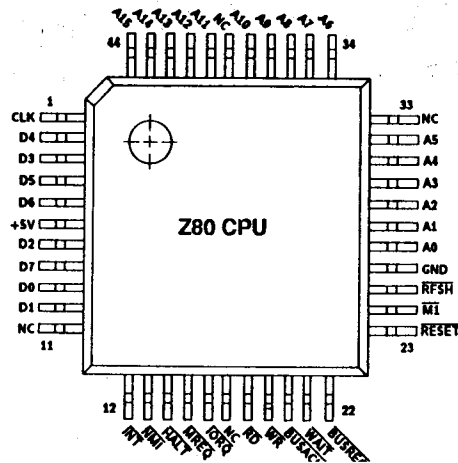 A15
A14
A13
A12
A11
NC
A10
A9
A8
A7
A6
44
34
1
33
CLK
D4
D3
D5
D6
+5V
D2
D7
D0
D1
NC
11
Z80 CPU
NC
A5
A4
A3
A2
A1
A0
GND
RFSH
M1
RESET
23
12
22
INT
NMI
HALT
MREQ
IORQ
NC
RD
WR
BUSACK
WAIT
BUSREQ